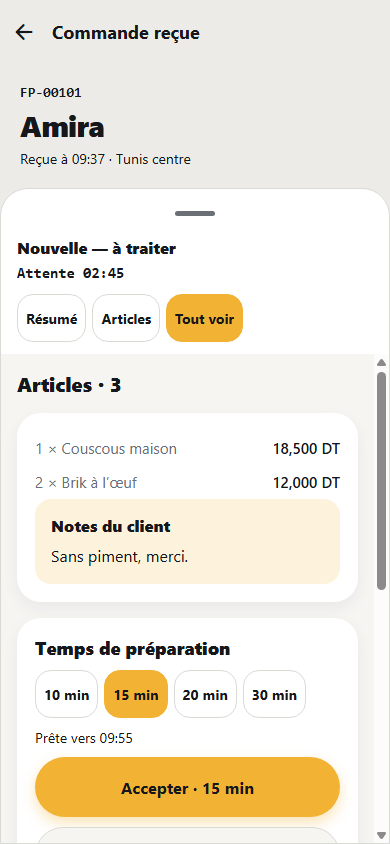 Commande reçue
FP-00101
Amira
Reçue à 09:37 · Tunis centre
Nouvelle — à traiter
Attente 02:45
Résumé Articles Tout voir
Articles · 3
1 × Couscous maison 18,500 DT
2 × Brik à l’œuf 12,000 DT
Notes du client
Sans piment, merci.
Temps de préparation
10 min 15 min 20 min 30 min
Prête vers 09:55
Accepter · 15 min